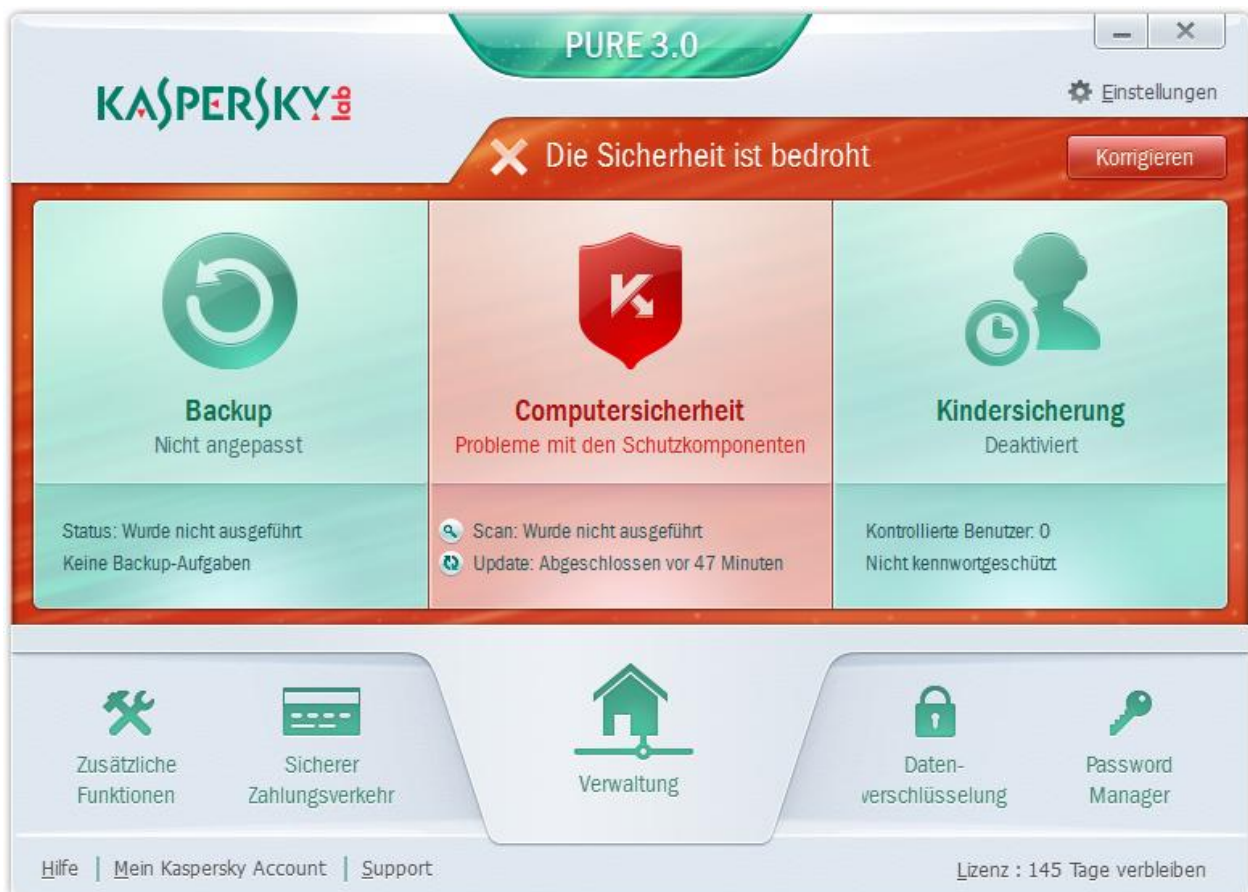 PURE 3.0
KASPERSKY lab
Einstellungen
Die Sicherheit ist bedroht
Korrigieren
Backup
Nicht angepasst
Status: Wurde nicht ausgeführt
Keine Backup-Aufgaben
Computersicherheit
Probleme mit den Schutzkomponenten
Scan: Wurde nicht ausgeführt
Update: Abgeschlossen vor 47 Minuten
Kindersicherung
Deaktiviert
Kontrollierte Benutzer: 0
Nicht kennwortgeschützt
Zusätzliche
Funktionen
Sicherer
Zahlungsverkehr
Verwaltung
Daten-
verschlüsselung
Password
Manager
Hilfe | Mein Kaspersky Account | Support
Lizenz : 145 Tage verbleiben